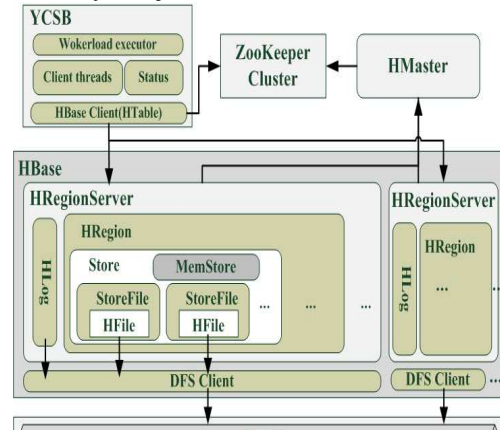 YCSB
Wokerload executor
Client threads
Status
HBase Client(HTable)
ZooKeeper
Cluster
HMaster
HBase
HRegionServer
HLog
HRegion
Store
MemStore
StoreFile
HFile
StoreFile
HFile
...
...
...
DFS Client
HRegionServer
HLog
HRegion
...
...
DFS Client
...